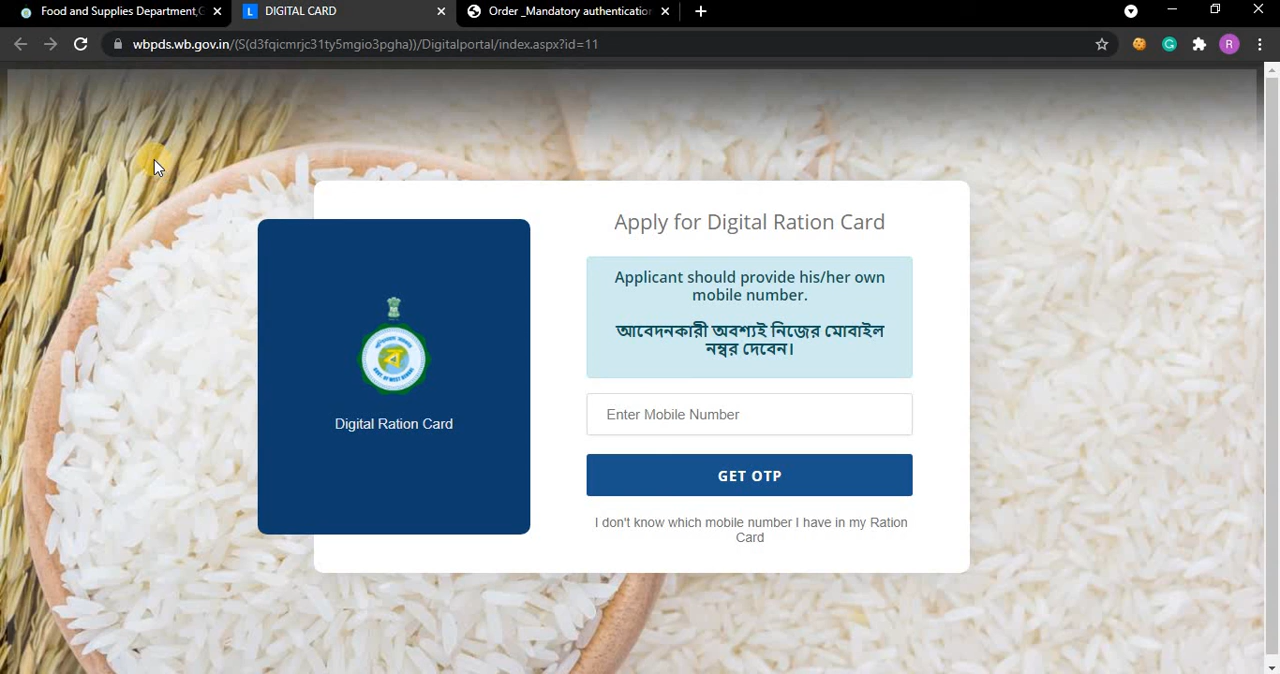 Food and Supplies Department,G
DIGITAL CARD
Order _Mandatory authentication
wbpds.wb.gov.in/(S(d3fqicmrjc31ty5mgio3pgha))/Digitalportal/index.aspx?id=11
R
Apply for Digital Ration Card
Applicant should provide his/her own
mobile number.
আবেদনকারী অবশ্যই নিজের মোবাইল
নম্বর দেবেন।
Digital Ration Card
Enter Mobile Number
GET OTP
I don't know which mobile number I have in my Ration
Card